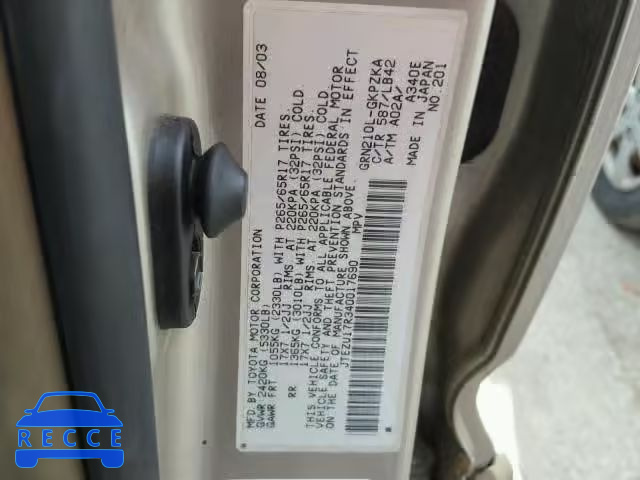 MFD.BY TOYOTA MOTOR CORPORATION DATE 08/03
GVWR 2420KG(5330LB)
GAWR FRT 1055KG(2330LB) WITH P265/65R17 TIRES.
17X7 1/2JJ RIMS. AT 220KPA (32PSI) COLD
RR 1365KG(3010LB) WITH P265/65R17 TIRES.
17X7 1/2JJ RIMS. AT 220KPA (32PSI) COLD.
THIS VEHICLE CONFORMS TO ALL APPLICABLE FEDERAL MOTOR
VEHICLE SAFETY AND THEFT PREVENTION STANDARDS IN EFFECT
ON THE DATE OF MANUFACTURE SHOWN ABOVE.
JTEZU17R340017690 MPV
GRN210L-GKPZKA
C/TR 587/LB42
A/TM A02A/ A340E
MADE IN JAPAN
NO.201
RECCE